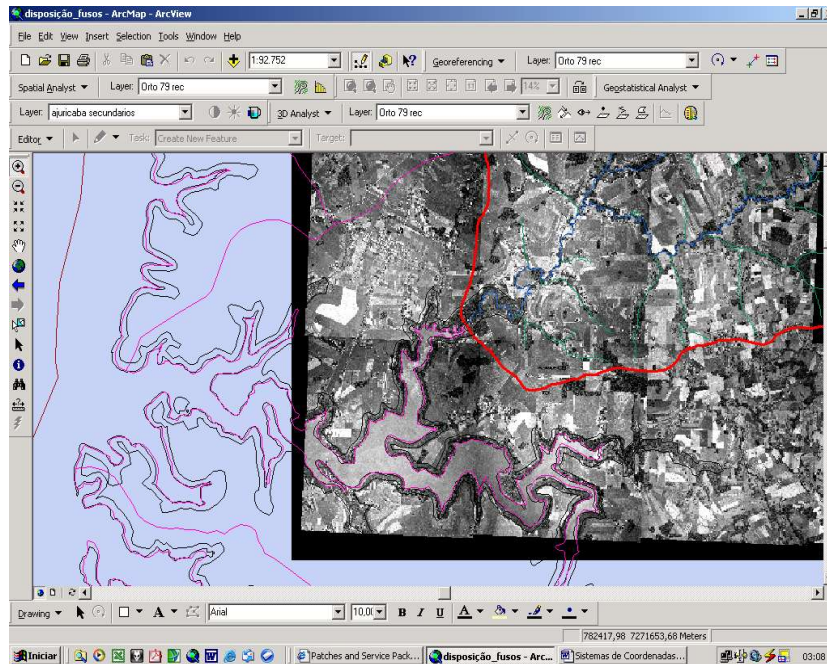 disposição_fusos - ArcMap - ArcView
File Edit View Insert Selection Tools Window Help
1:92.752 Georeferencing Layer: Orto 79 rec
Spatial Analyst Layer: Orto 79 rec 14% Geostatistical Analyst
Layer: ajuricaba secundarios 3D Analyst Layer: Orto 79 rec
Editor Task: Create New Feature Target:
Drawing A Arial 10,0 B I U A
782417,98 7271653,68 Meters
Iniciar Patches and Service Pack... disposição_fusos - Arc... Sistemas de Coordenadas... 03:08